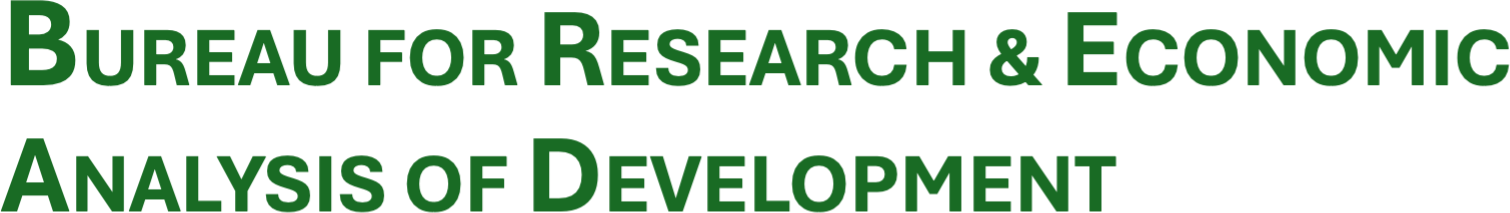 BUREAU FOR RESEARCH & ECONOMIC
ANALYSIS OF DEVELOPMENT